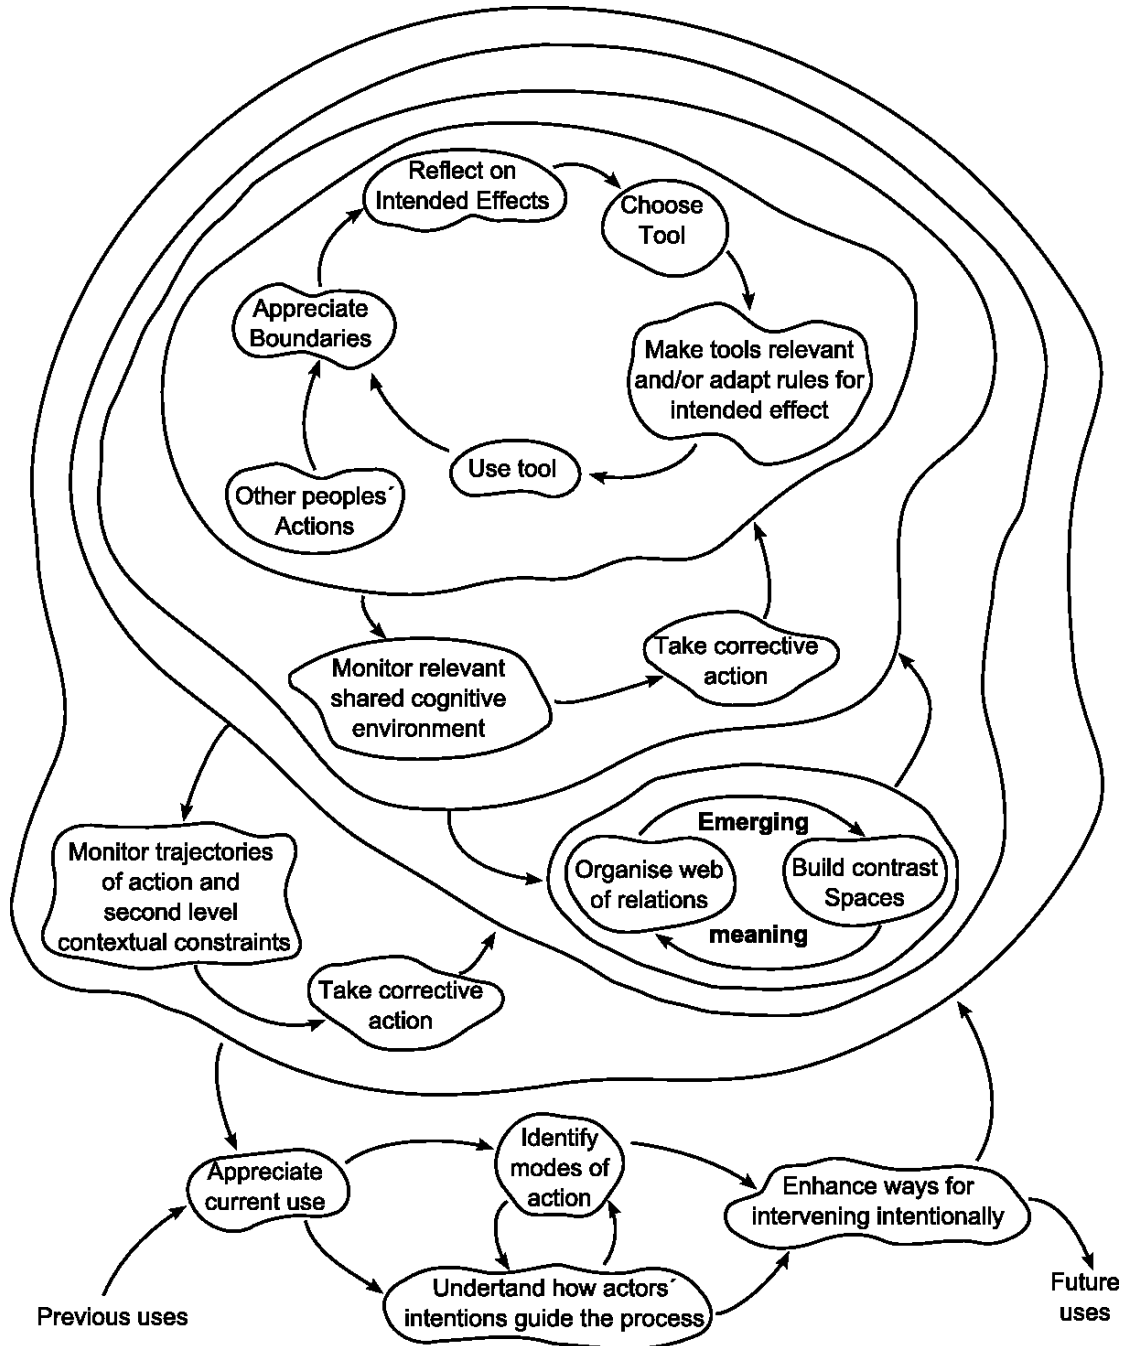 Reflect on
Intended Effects
Choose
Tool
Appreciate
Boundaries
Make tools relevant
and/or adapt rules for
intended effect
Use tool
Other peoples´
Actions
Monitor relevant
shared cognitive
environment
Take corrective
action
Emerging
Organise web
of relations
Build contrast
Spaces
meaning
Monitor trajectories
of action and
second level
contextual constraints
Take corrective
action
Identify
modes of
action
Appreciate
current use
Enhance ways for
intervening intentionally
Undertand how actors´
intentions guide the process
Previous uses
Future
uses